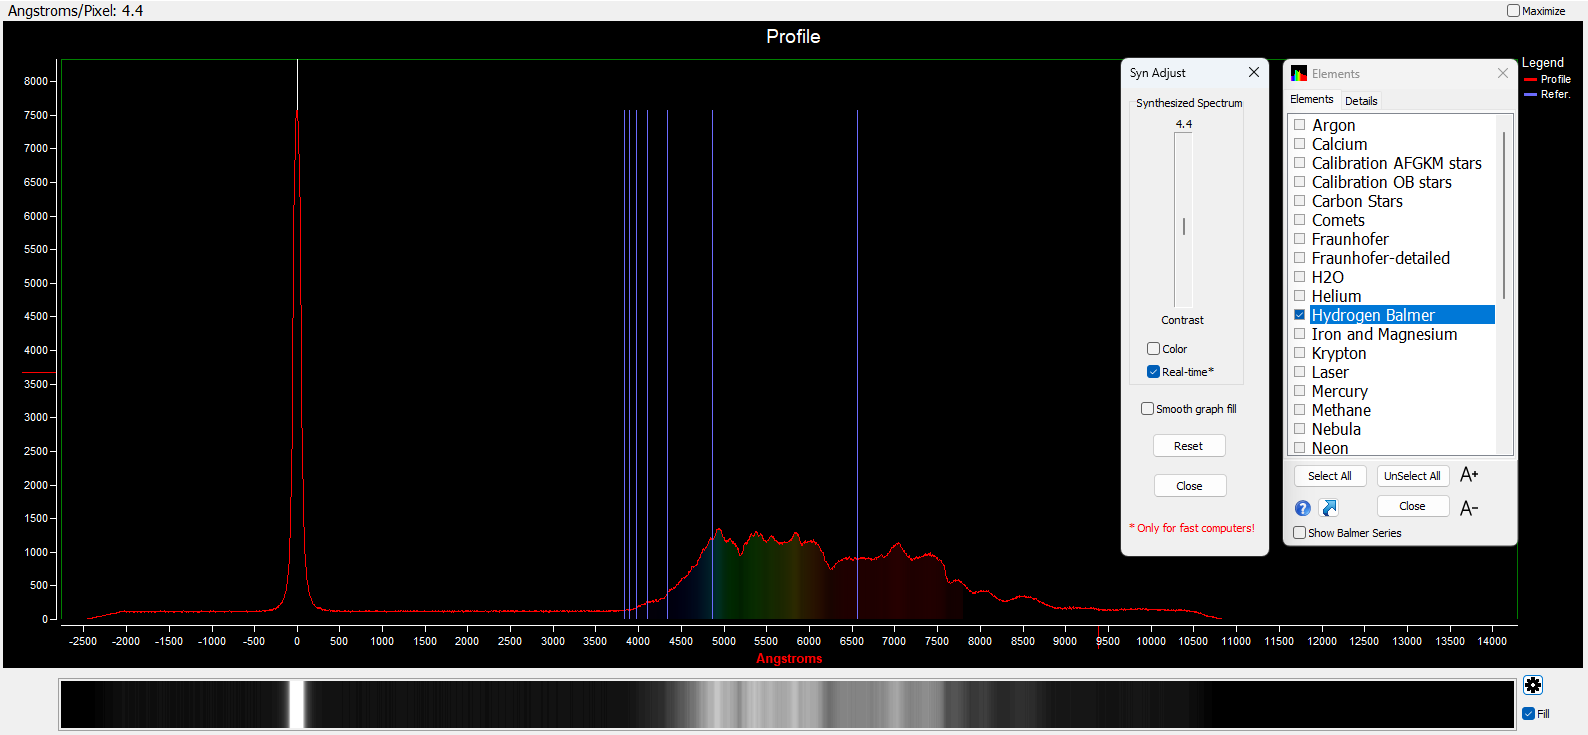 Angstroms/Pixel: 4.4
Maximize
Profile
Legend
Profile
Refer.
8000
7500
7000
6500
6000
5500
5000
4500
4000
3500
3000
2500
2000
1500
1000
500
0
-2500 -2000 -1500 -1000 -500 0 500 1000 1500 2000 2500 3000 3500 4000 4500 5000 5500 6000 6500 7000 7500 8000 8500 9000 9500 10000 10500 11000 11500 12000 12500 13000 13500 14000
Angstroms
Syn Adjust
Synthesized Spectrum
4.4
Contrast
Color
Real-time*
Smooth graph fill
Reset
Close
* Only for fast computers!
Elements
Elements Details
Argon
Calcium
Calibration AFGKM stars
Calibration OB stars
Carbon Stars
Comets
Fraunhofer
Fraunhofer-detailed
H2O
Helium
Hydrogen Balmer
Iron and Magnesium
Krypton
Laser
Mercury
Methane
Nebula
Neon
Select All UnSelect All A+
? Close A-
Show Balmer Series
Fill